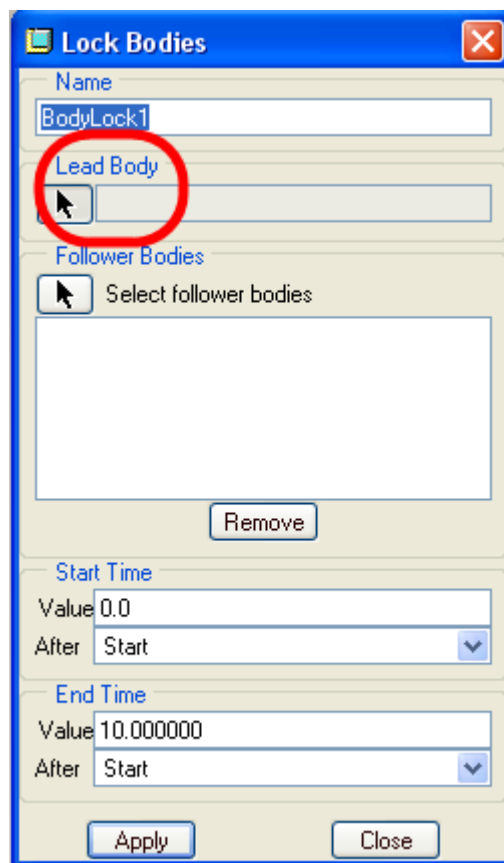 Lock Bodies
Name
BodyLock1
Lead Body
Follower Bodies
Select follower bodies
Remove
Start Time
Value 0.0
After Start
End Time
Value 10.000000
After Start
Apply Close